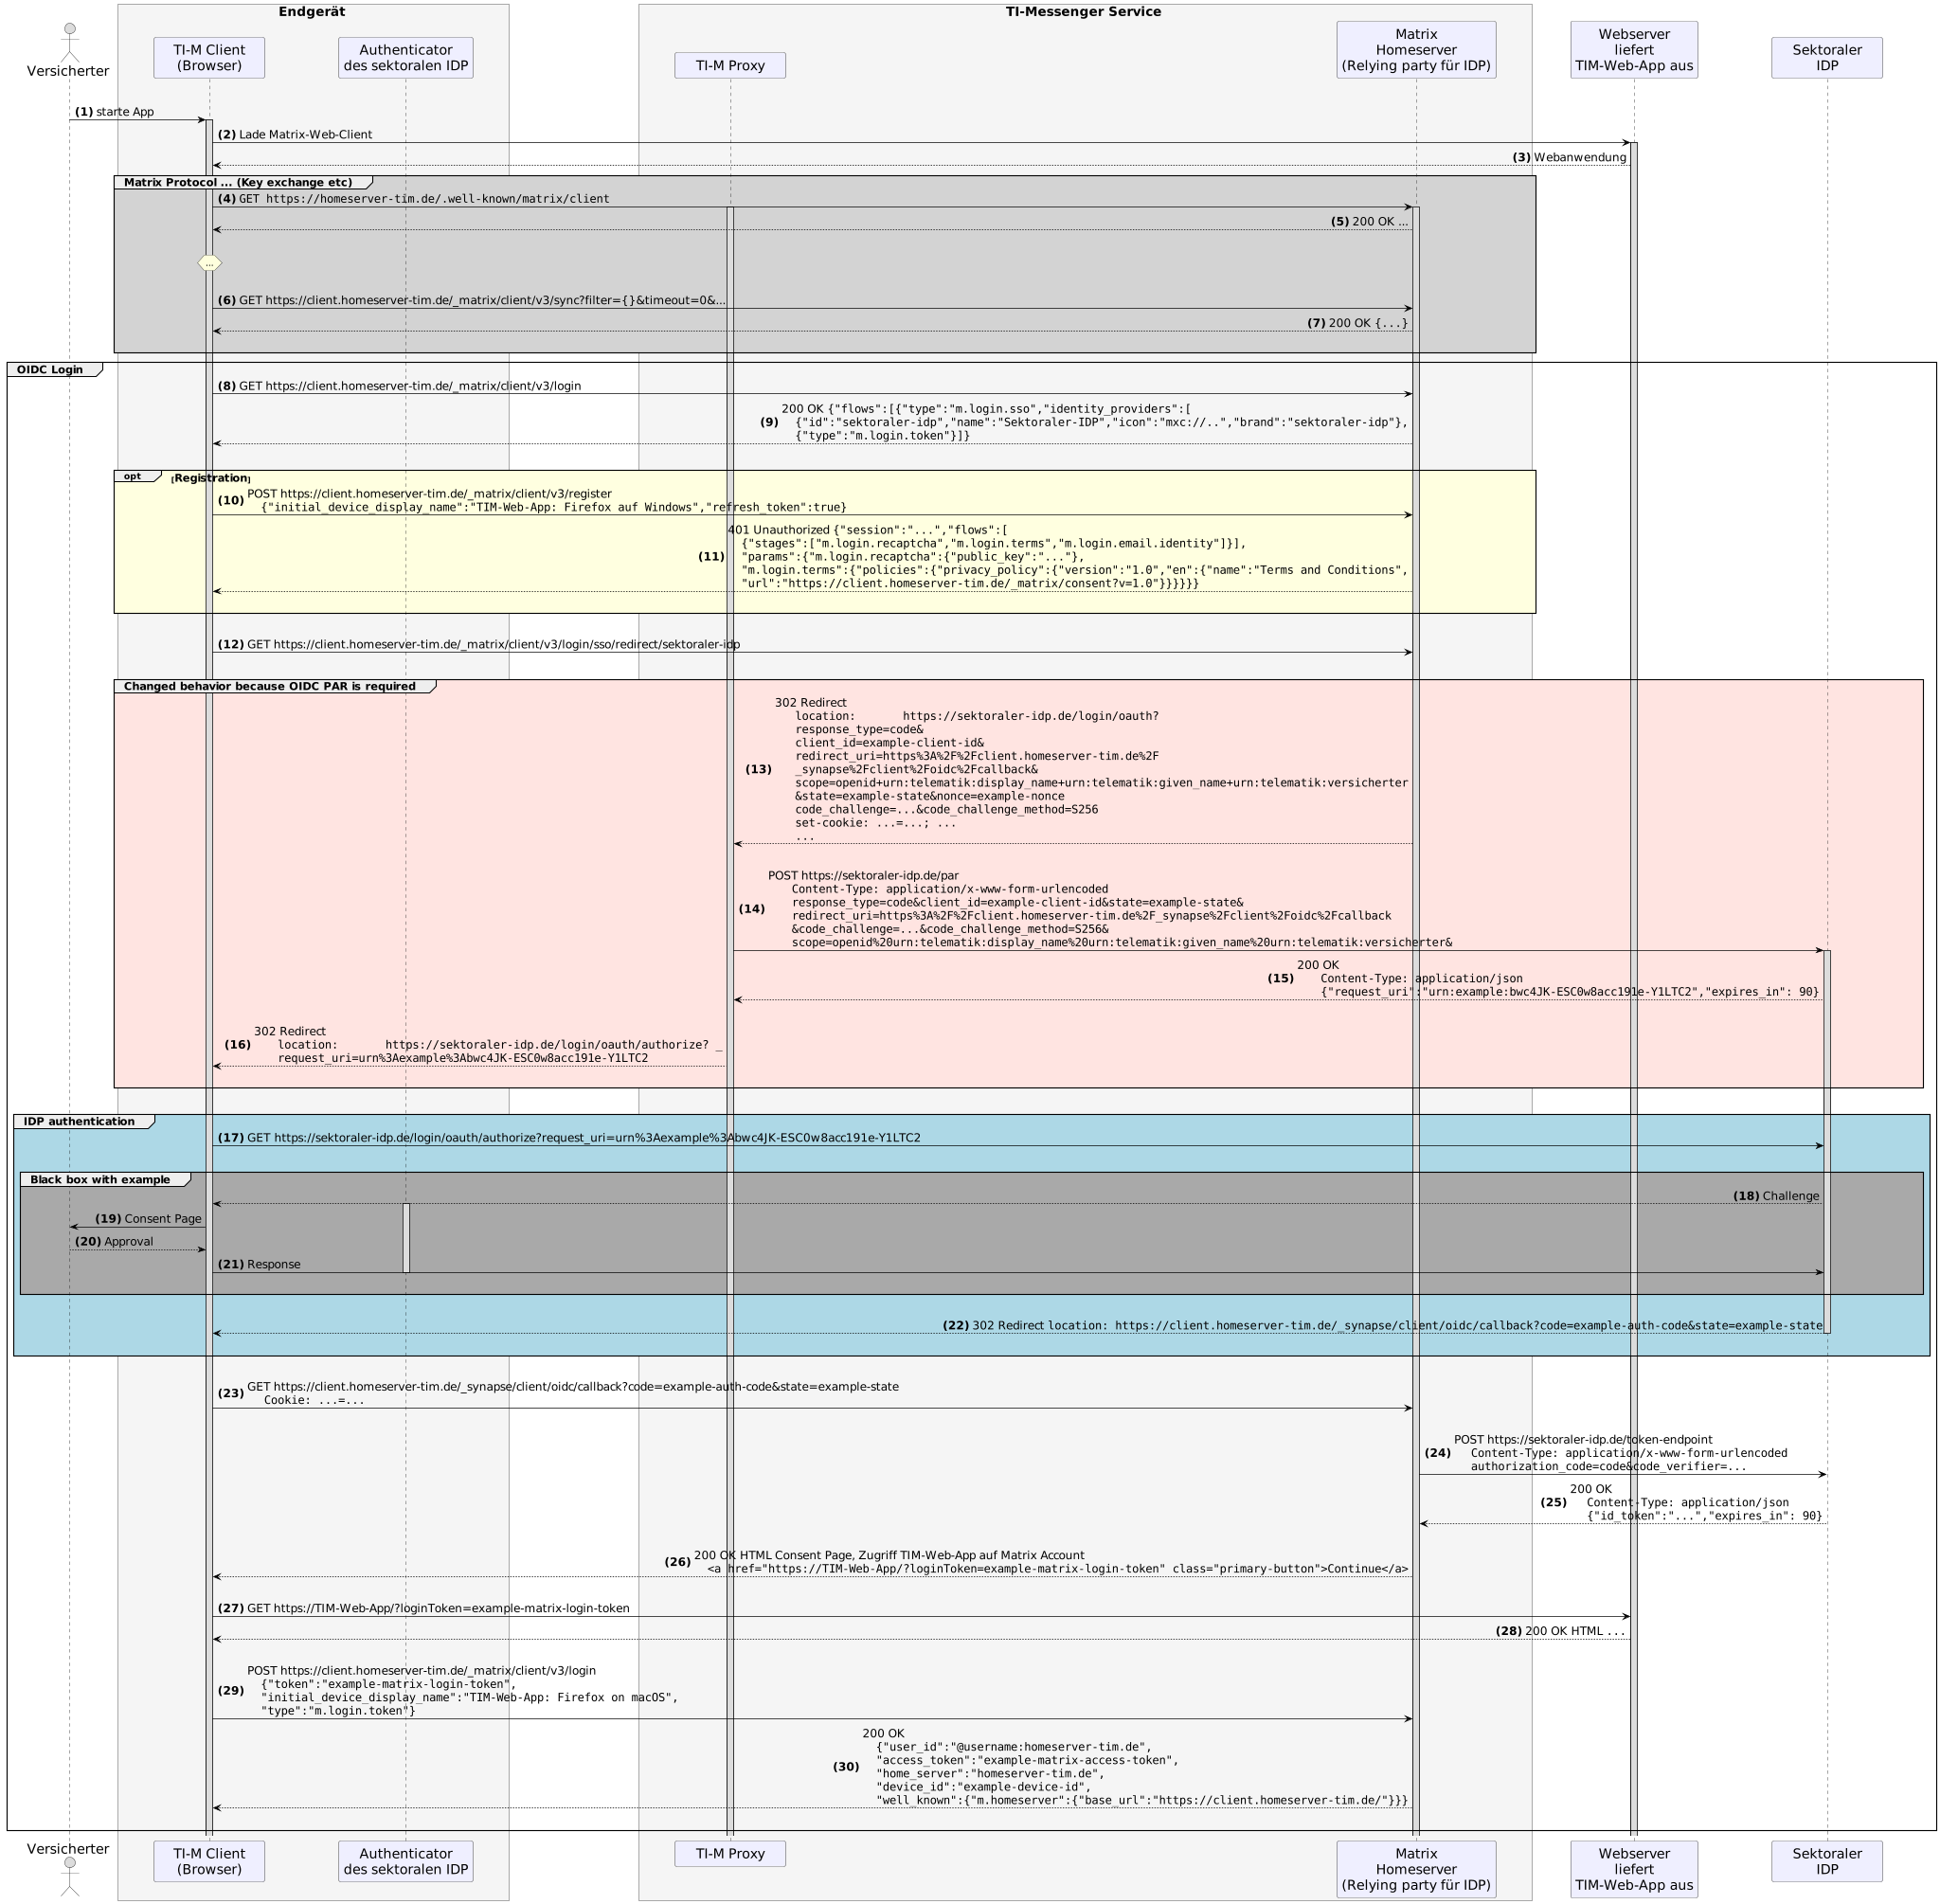 Endgerät
TI-Messenger Service
Versicherter
TI-M Client
(Browser)
Authenticator
des sektoralen IDP
TI-M Proxy
Matrix
Homeserver
(Relying party für IDP)
Webserver
liefert
TIM-Web-App aus
Sektoraler
IDP
(1) starte App
(2) Lade Matrix-Web-Client
(3) Webanwendung
Matrix Protocol ... (Key exchange etc)
(4) GET https://homeserver-tim.de/.well-known/matrix/client
(5) 200 OK ...
...
(6) GET https://client.homeserver-tim.de/_matrix/client/v3/sync?filter={}&timeout=0&...
(7) 200 OK {...}
OIDC Login
(8) GET https://client.homeserver-tim.de/_matrix/client/v3/login
(9) 200 OK {"flows":[{"type":"m.login.sso","identity_providers":[
{"id":"sektoraler-idp","name":"Sektoraler-IDP","icon":"mxc://..","brand":"sektoraler-idp"},
{"type":"m.login.token"}]}
opt [Registration]
(10) POST https://client.homeserver-tim.de/_matrix/client/v3/register
{"initial_device_display_name":"TIM-Web-App: Firefox auf Windows","refresh_token":true}
(11) 401 Unauthorized {"session":"...","flows":[
{"stages":["m.login.recaptcha","m.login.terms","m.login.email.identity"]}],
"params":{"m.login.recaptcha":{"public_key":"..."},
"m.login.terms":{"policies":{"privacy_policy":{"version":"1.0","en":{"name":"Terms and Conditions",
"url":"https://client.homeserver-tim.de/_matrix/consent?v=1.0"}}}}}}
(12) GET https://client.homeserver-tim.de/_matrix/client/v3/login/sso/redirect/sektoraler-idp
Changed behavior because OIDC PAR is required
(13) 302 Redirect
location: https://sektoraler-idp.de/login/oauth?
response_type=code&
client_id=example-client-id&
redirect_uri=https%3A%2F%2Fclient.homeserver-tim.de%2F
_synapse%2Fclient%2Foidc%2Fcallback&
scope=openid+urn:telematik:display_name+urn:telematik:given_name+urn:telematik:versicherter
&state=example-state&nonce=example-nonce
code_challenge=...&code_challenge_method=S256
set-cookie: ...=...; ...
...
(14) POST https://sektoraler-idp.de/par
Content-Type: application/x-www-form-urlencoded
response_type=code&client_id=example-client-id&state=example-state&
redirect_uri=https%3A%2F%2Fclient.homeserver-tim.de%2F_synapse%2Fclient%2Foidc%2Fcallback
&code_challenge=...&code_challenge_method=S256&
scope=openid%20urn:telematik:display_name%20urn:telematik:given_name%20urn:telematik:versicherter&
(15) 200 OK
Content-Type: application/json
{"request_uri":"urn:example:bwc4JK-ESC0w8acc191e-Y1LTC2","expires_in": 90}
(16) 302 Redirect
location: https://sektoraler-idp.de/login/oauth/authorize? _
request_uri=urn%3Aexample%3Abwc4JK-ESC0w8acc191e-Y1LTC2
IDP authentication
(17) GET https://sektoraler-idp.de/login/oauth/authorize?request_uri=urn%3Aexample%3Abwc4JK-ESC0w8acc191e-Y1LTC2
Black box with example
(18) Challenge
(19) Consent Page
(20) Approval
(21) Response
(22) 302 Redirect location: https://client.homeserver-tim.de/_synapse/client/oidc/callback?code=example-auth-code&state=example-state
(23) GET https://client.homeserver-tim.de/_synapse/client/oidc/callback?code=example-auth-code&state=example-state
Cookie: ...=...
(24) POST https://sektoraler-idp.de/token-endpoint
Content-Type: application/x-www-form-urlencoded
authorization_code=code&code_verifier=...
(25) 200 OK
Content-Type: application/json
{"id_token":"...","expires_in": 90}
(26) 200 OK HTML Consent Page, Zugriff TIM-Web-App auf Matrix Account
<a href="https://TIM-Web-App/?loginToken=example-matrix-login-token" class="primary-button">Continue</a>
(27) GET https://TIM-Web-App/?loginToken=example-matrix-login-token
(28) 200 OK HTML ...
(29) POST https://client.homeserver-tim.de/_matrix/client/v3/login
{"token":"example-matrix-login-token",
"initial_device_display_name":"TIM-Web-App: Firefox on macOS",
"type":"m.login.token"}
(30) 200 OK
{"user_id":"@username:homeserver-tim.de",
"access_token":"example-matrix-access-token",
"home_server":"homeserver-tim.de",
"device_id":"example-device-id",
"well_known":{"m.homeserver":{"base_url":"https://client.homeserver-tim.de/"}}}
Versicherter
TI-M Client
(Browser)
Authenticator
des sektoralen IDP
TI-M Proxy
Matrix
Homeserver
(Relying party für IDP)
Webserver
liefert
TIM-Web-App aus
Sektoraler
IDP